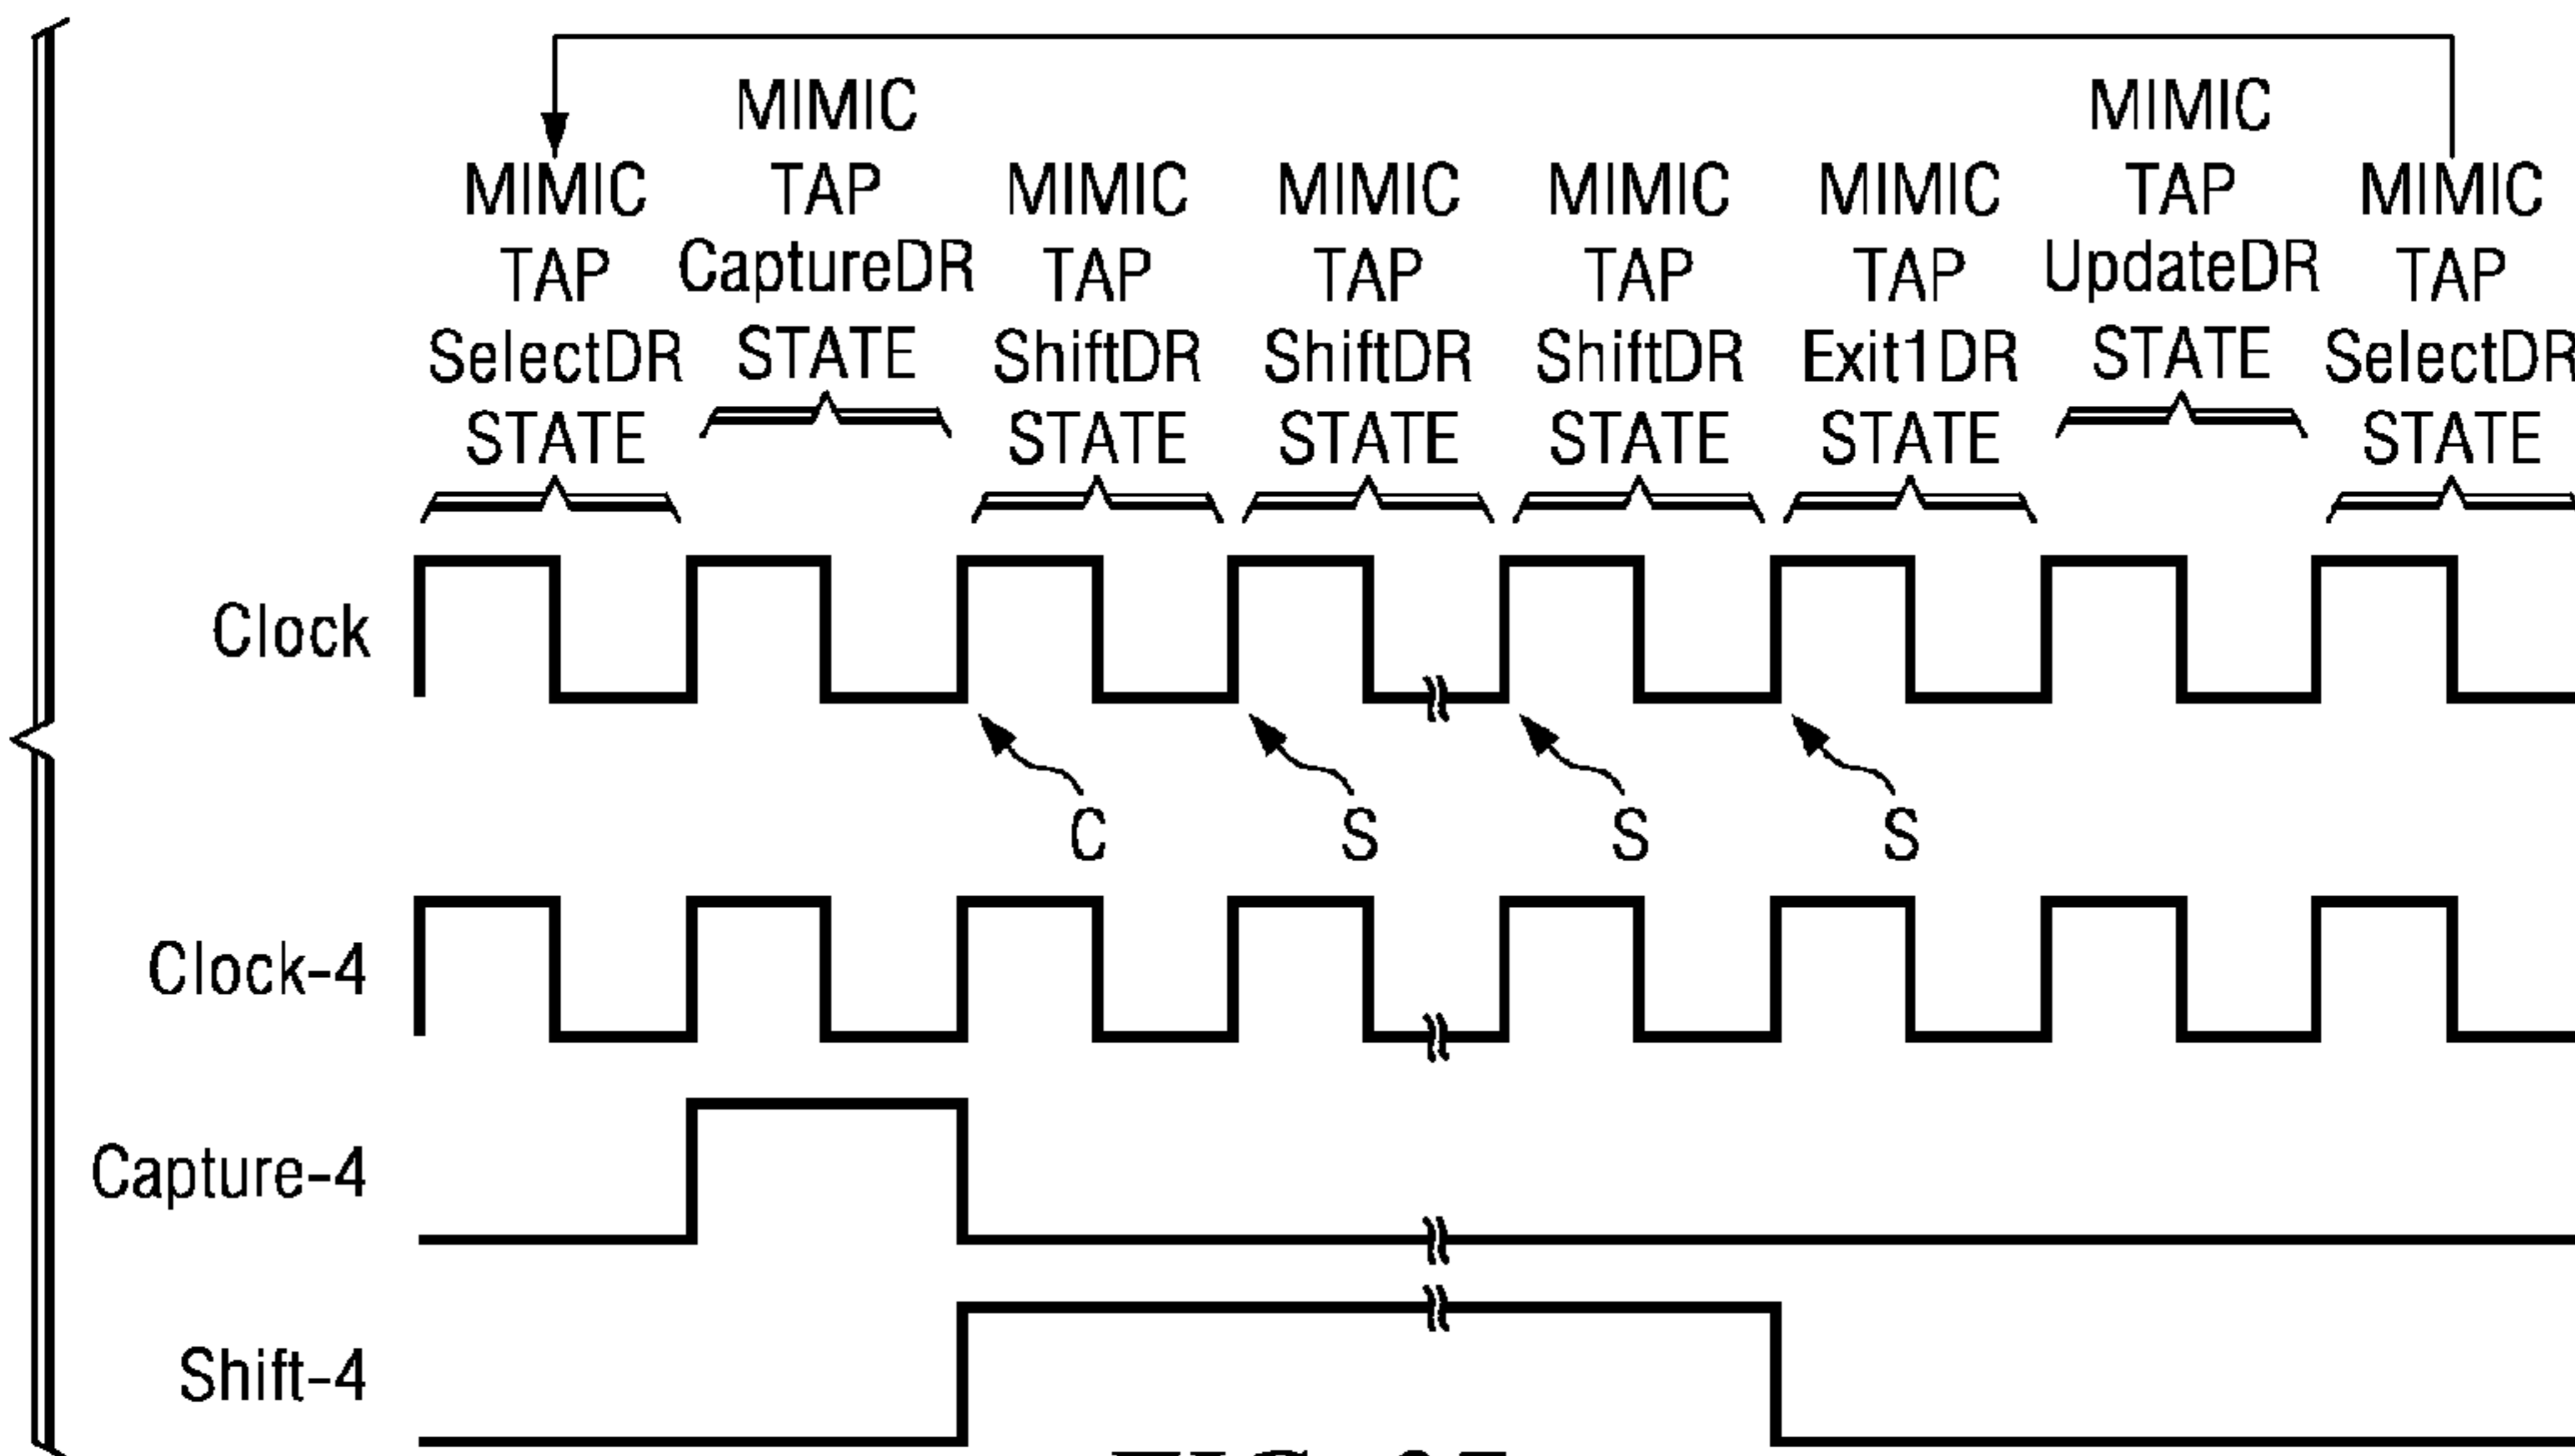 MIMIC
TAP
SelectDR
STATE
MIMIC
TAP
CaptureDR
STATE
MIMIC
TAP
ShiftDR
STATE
MIMIC
TAP
ShiftDR
STATE
MIMIC
TAP
ShiftDR
STATE
MIMIC
TAP
Exit1DR
STATE
MIMIC
TAP
UpdateDR
STATE
MIMIC
TAP
SelectDR
STATE
Clock
C
S
S
S
Clock-4
Capture-4
Shift-4